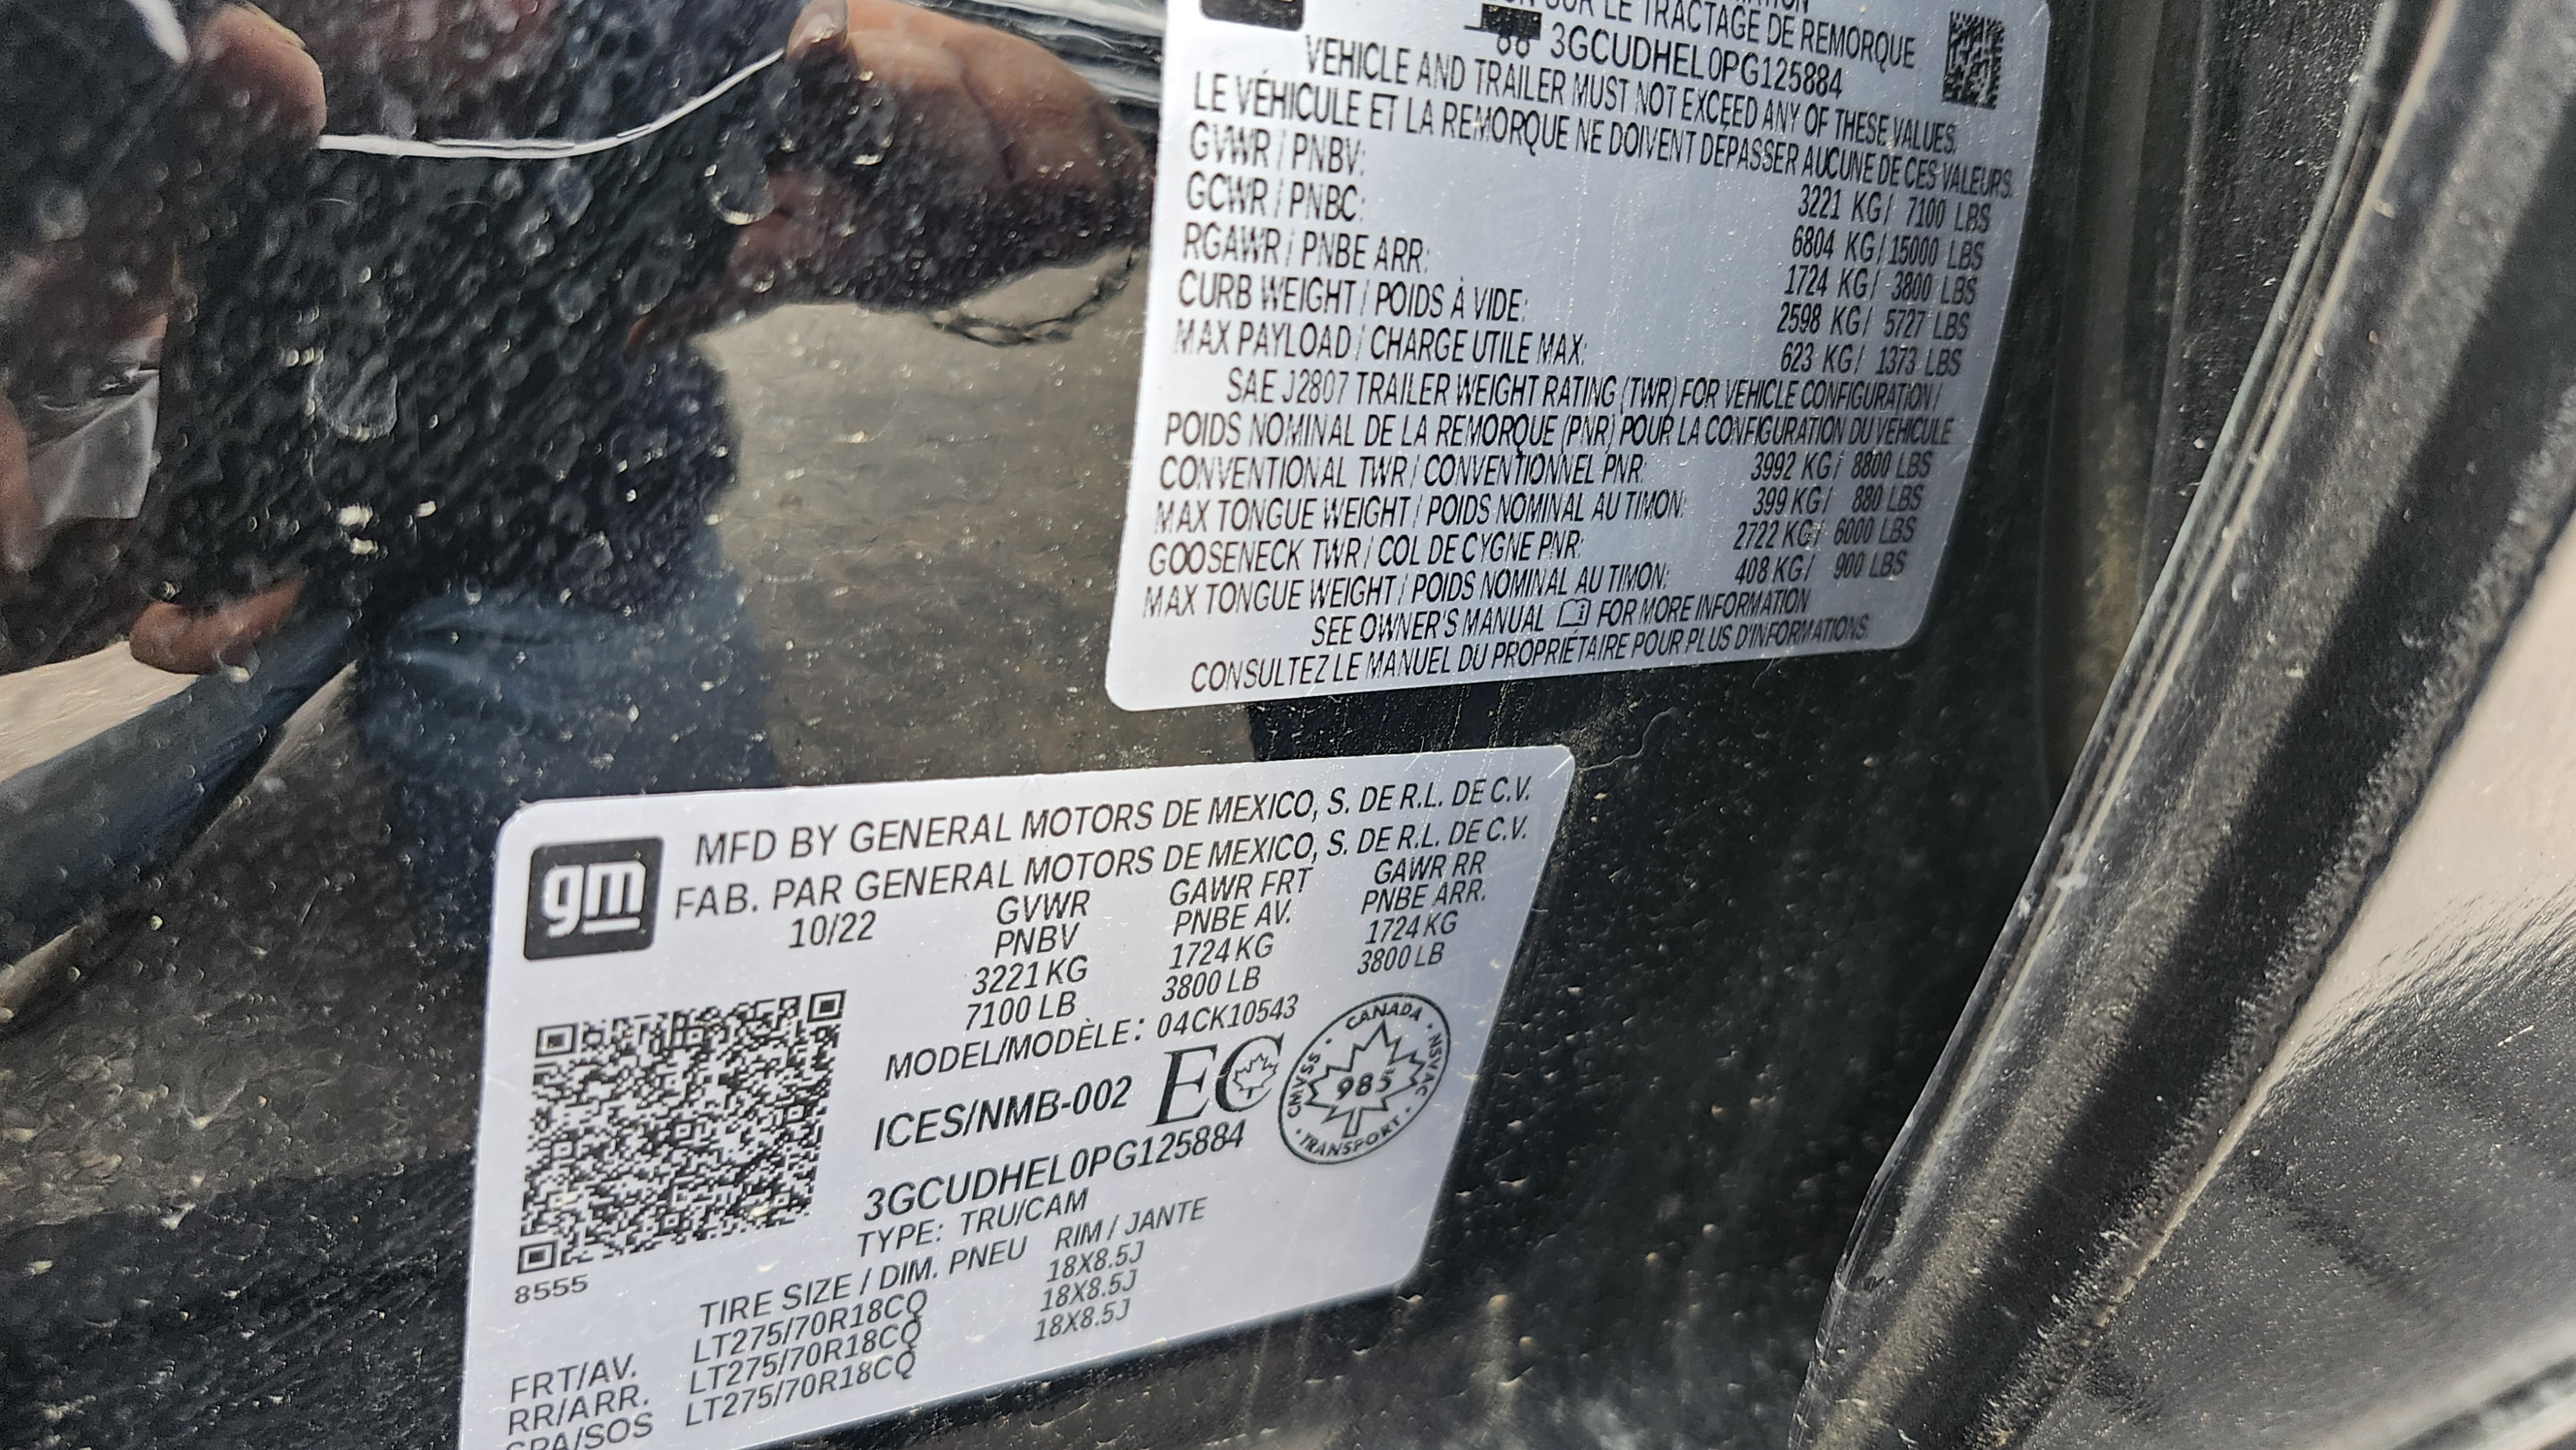 SUR LE TRACTAGE DE REMORQUE
3GCUDHEL0PG125884
VEHICLE AND TRAILER MUST NOT EXCEED ANY OF THESE VALUES.
LE VÉHICULE ET LA REMORQUE NE DOIVENT DÉPASSER AUCUNE DE CES VALEURS.
GVWR / PNBV: 3221 KG/ 7100 LBS
GCWR / PNBC: 6804 KG/ 15000 LBS
RGAWR / PNBE ARR: 1724 KG/ 3800 LBS
CURB WEIGHT / POIDS À VIDE: 2598 KG/ 5727 LBS
MAX PAYLOAD / CHARGE UTILE MAX: 623 KG/ 1373 LBS
SAE J2807 TRAILER WEIGHT RATING (TWR) FOR VEHICLE CONFIGURATION /
POIDS NOMINAL DE LA REMORQUE (PNR) POUR LA CONFIGURATION DU VÉHICULE
CONVENTIONAL TWR / CONVENTIONNEL PNR: 3992 KG/ 8800 LBS
MAX TONGUE WEIGHT / POIDS NOMINAL AU TIMON: 399 KG/ 880 LBS
GOOSENECK TWR / COL DE CYGNE PNR: 2722 KG/ 6000 LBS
MAX TONGUE WEIGHT / POIDS NOMINAL AU TIMON: 408 KG/ 900 LBS
SEE OWNER'S MANUAL FOR MORE INFORMATION
CONSULTEZ LE MANUEL DU PROPRIÉTAIRE POUR PLUS D'INFORMATIONS
gm
MFD BY GENERAL MOTORS DE MEXICO, S. DE R.L. DE C.V.
FAB. PAR GENERAL MOTORS DE MEXICO, S. DE R.L. DE C.V.
10/22 GVWR GAWR FRT GAWR RR
PNBV PNBE AV. PNBE ARR.
3221 KG 1724 KG 1724 KG
7100 LB 3800 LB 3800 LB
MODEL/MODÈLE: 04CK10543
ICES/NMB-002 EC
CANADA · NSVAC · TRANSPORT · CMVSS ·
985
3GCUDHEL0PG125884
TYPE: TRU/CAM
8555
TIRE SIZE / DIM. PNEU RIM / JANTE
FRT/AV. LT275/70R18CQ 18X8.5J
RR/ARR. LT275/70R18CQ 18X8.5J
SPA/SOS LT275/70R18CQ 18X8.5J